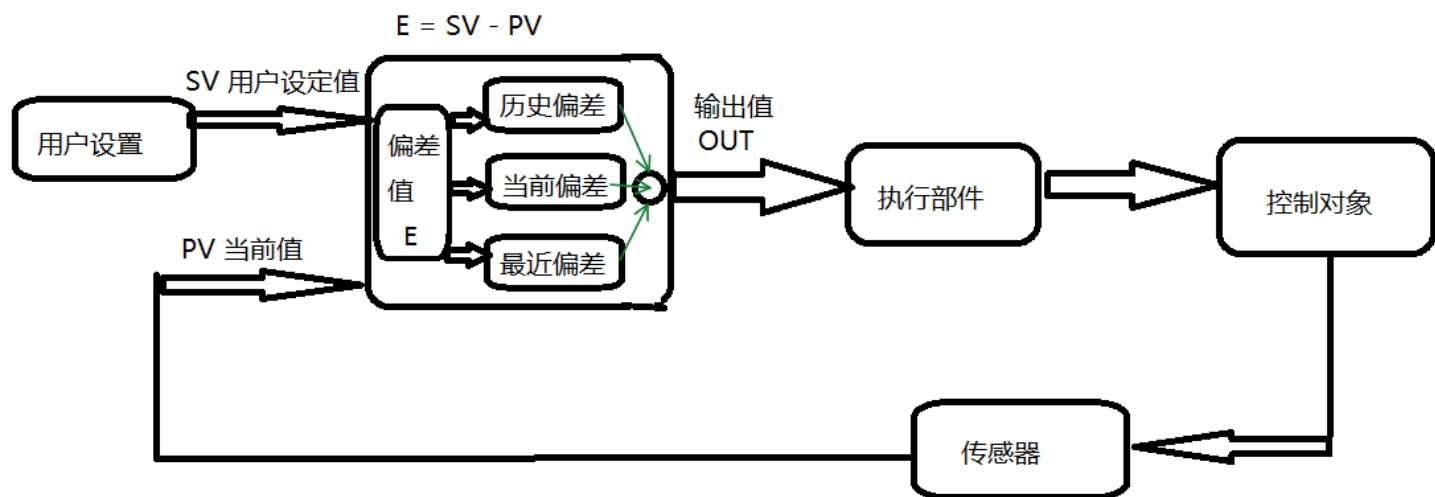 E = SV - PV
SV 用户设定值
用户设置
历史偏差
偏差
值
E
当前偏差
最近偏差
输出值
OUT
执行部件
控制对象
PV 当前值
传感器